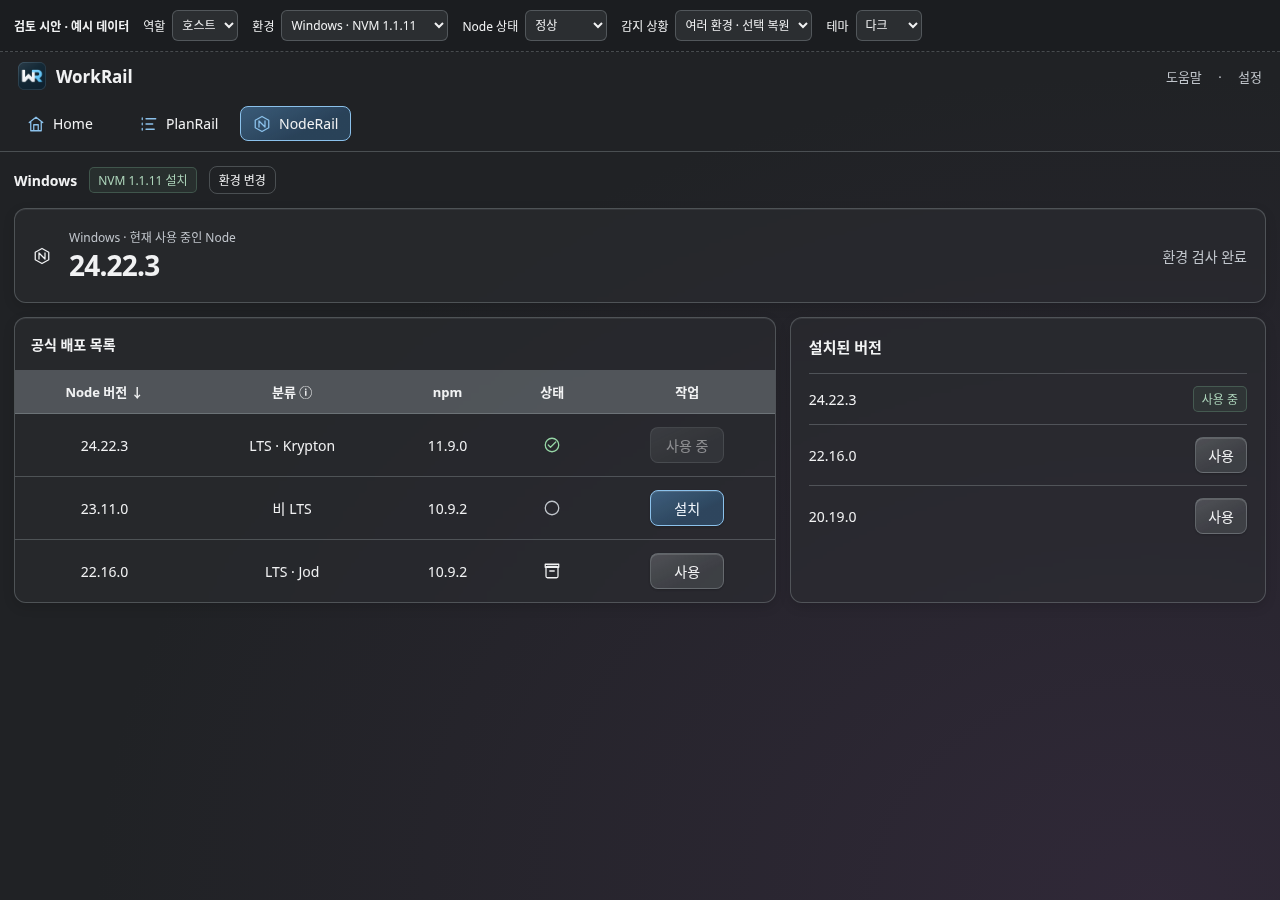 검토 시안 · 예시 데이터 역할 호스트 환경 Windows · NVM 1.1.11 Node 상태 정상 감지 상황 여러 환경 · 선택 복원 테마 다크
WR WorkRail 도움말 · 설정
Home PlanRail NodeRail
Windows NVM 1.1.11 설치 환경 변경
Windows · 현재 사용 중인 Node
24.22.3
환경 검사 완료
공식 배포 목록
Node 버전 ↓ 분류 ⓘ npm 상태 작업
24.22.3 LTS · Krypton 11.9.0 사용 중
23.11.0 비 LTS 10.9.2 설치
22.16.0 LTS · Jod 10.9.2 사용
설치된 버전
24.22.3 사용 중
22.16.0 사용
20.19.0 사용